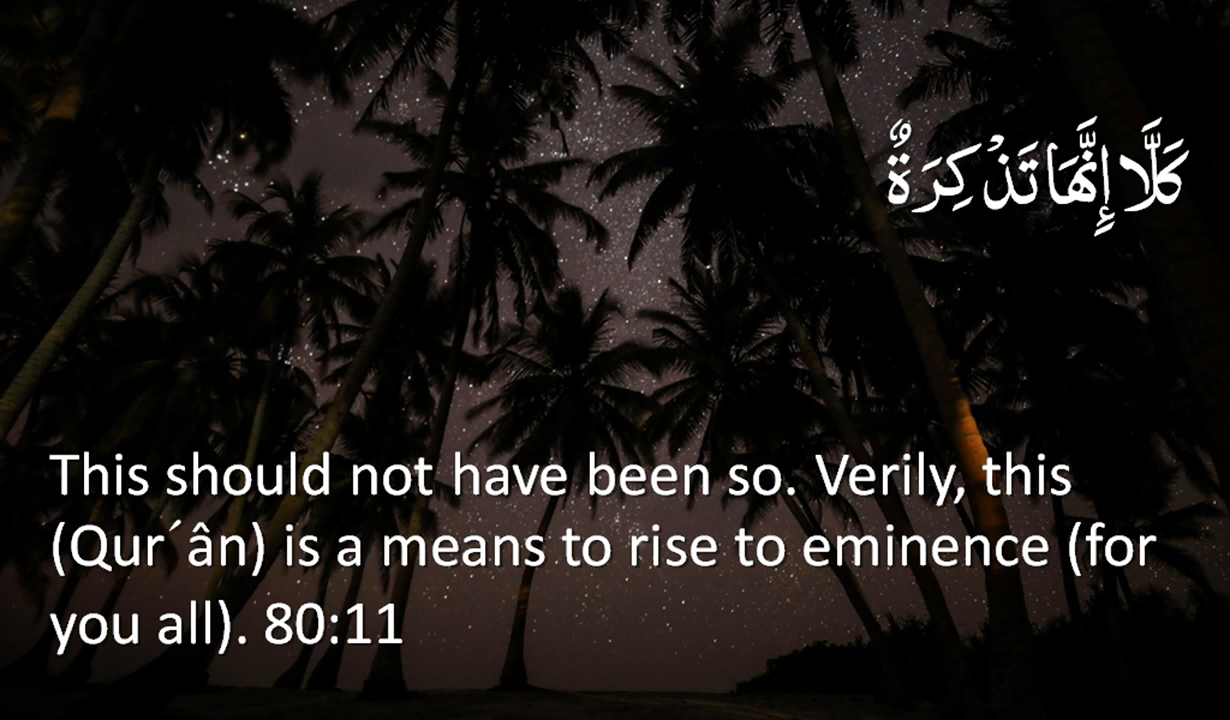 كَلَّا إِنَّهَا تَذْكِرَةٌ
This should not have been so. Verily, this
(Qur´ân) is a means to rise to eminence (for
you all). 80:11